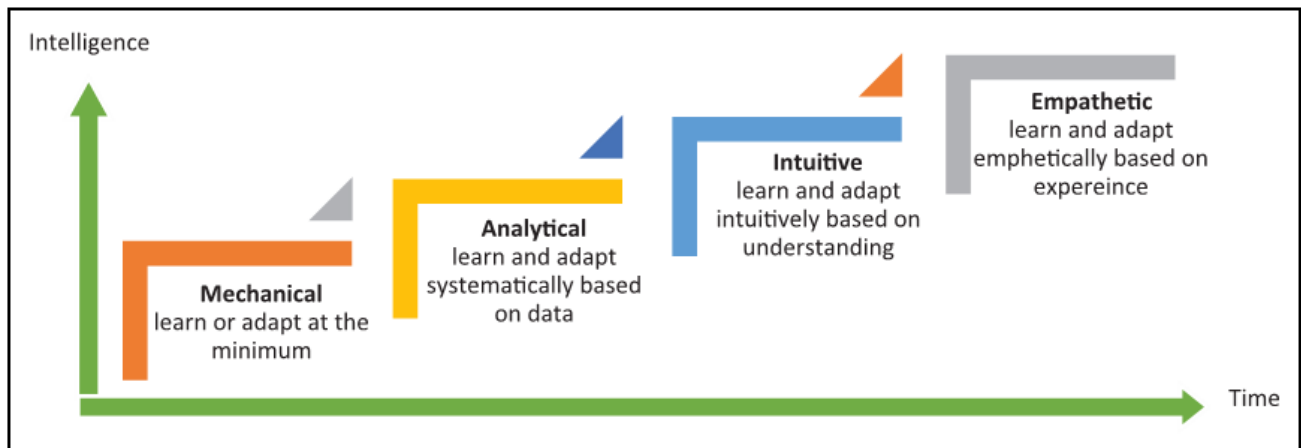 Intelligence
Mechanical
learn or adapt at the
minimum
Analytical
learn and adapt
systematically based
on data
Intuitive
learn and adapt
intuitively based on
understanding
Empathetic
learn and adapt
emphetically based on
expereince
Time